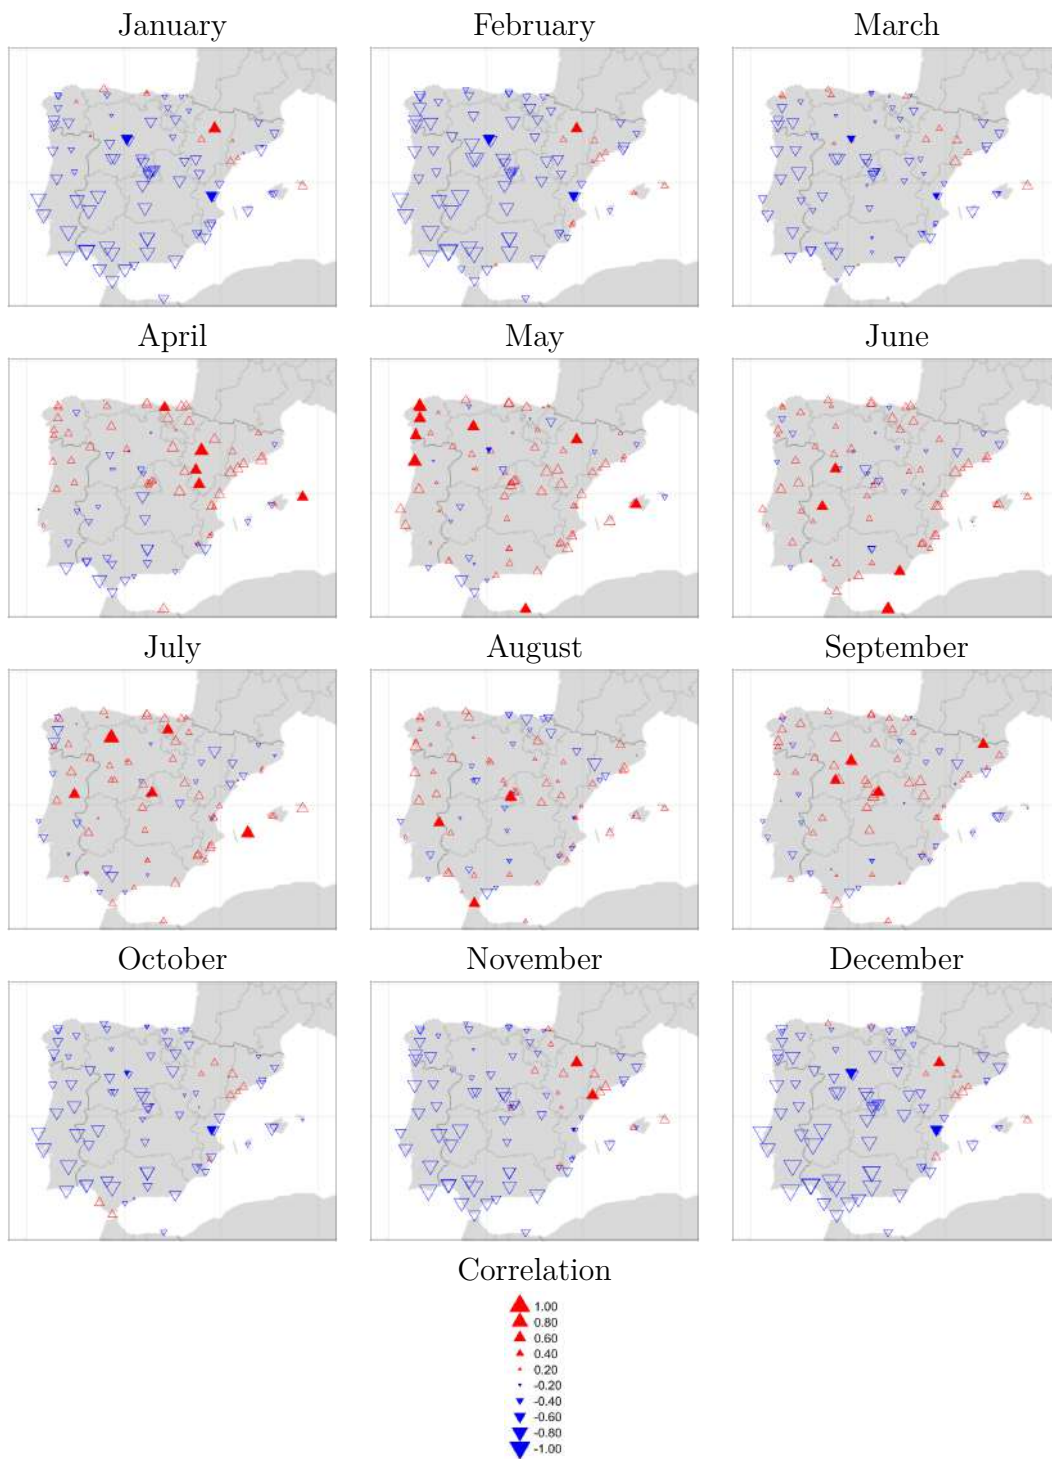 January February March
April May June
July August September
October November December
Correlation
1.00
0.80
0.60
0.40
0.20
-0.20
-0.40
-0.60
-0.80
-1.00